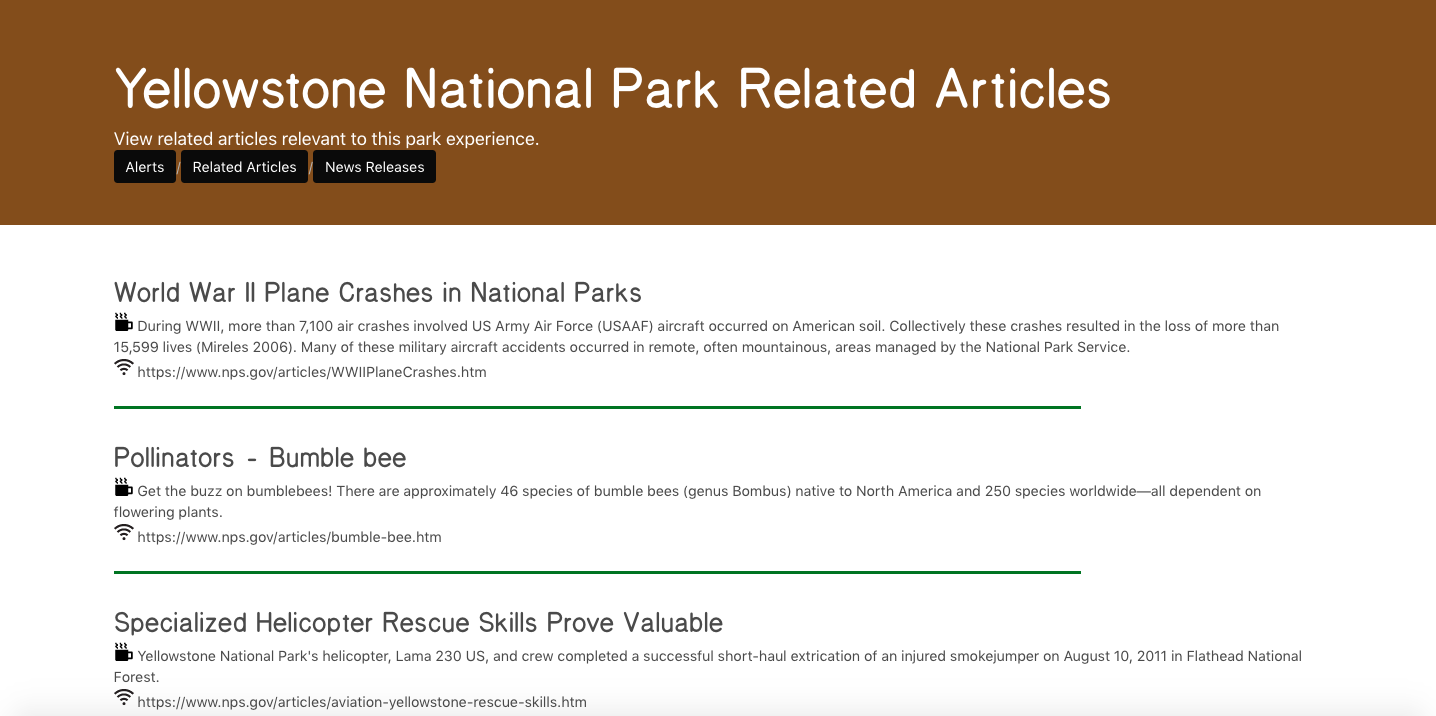 Yellowstone National Park Related Articles
View related articles relevant to this park experience.
Alerts / Related Articles / News Releases
World War II Plane Crashes in National Parks
During WWII, more than 7,100 air crashes involved US Army Air Force (USAAF) aircraft occurred on American soil. Collectively these crashes resulted in the loss of more than
15,599 lives (Mireles 2006). Many of these military aircraft accidents occurred in remote, often mountainous, areas managed by the National Park Service.
https://www.nps.gov/articles/WWIIPlaneCrashes.htm
Pollinators - Bumble bee
Get the buzz on bumblebees! There are approximately 46 species of bumble bees (genus Bombus) native to North America and 250 species worldwide—all dependent on
flowering plants.
https://www.nps.gov/articles/bumble-bee.htm
Specialized Helicopter Rescue Skills Prove Valuable
Yellowstone National Park's helicopter, Lama 230 US, and crew completed a successful short-haul extrication of an injured smokejumper on August 10, 2011 in Flathead National
Forest.
https://www.nps.gov/articles/aviation-yellowstone-rescue-skills.htm